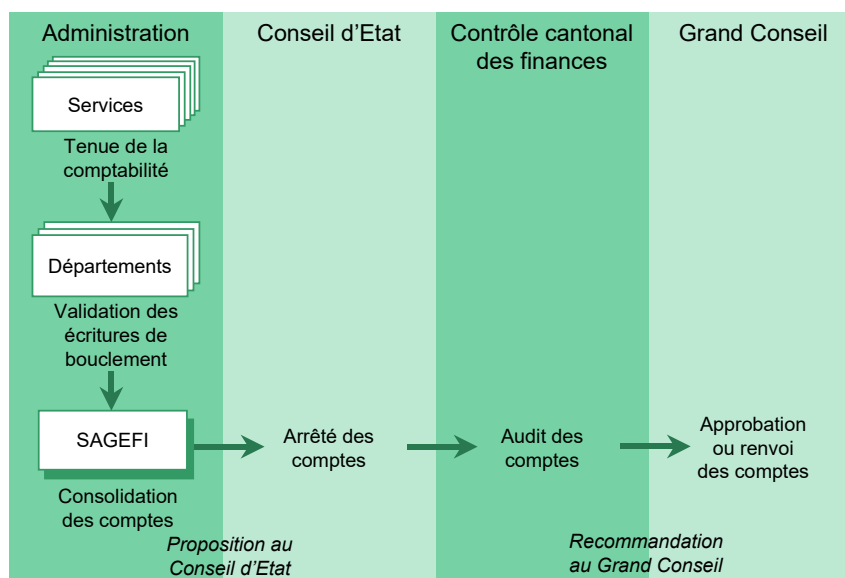 Administration
Conseil d'Etat
Contrôle cantonal
des finances
Grand Conseil
Services
Tenue de la
comptabilité
Départements
Validation des
écritures de
bouclement
SAGEFI
Consolidation
des comptes
Arrêté des
comptes
Audit des
comptes
Approbation
ou renvoi
des comptes
Proposition au
Conseil d'Etat
Recommandation
au Grand Conseil